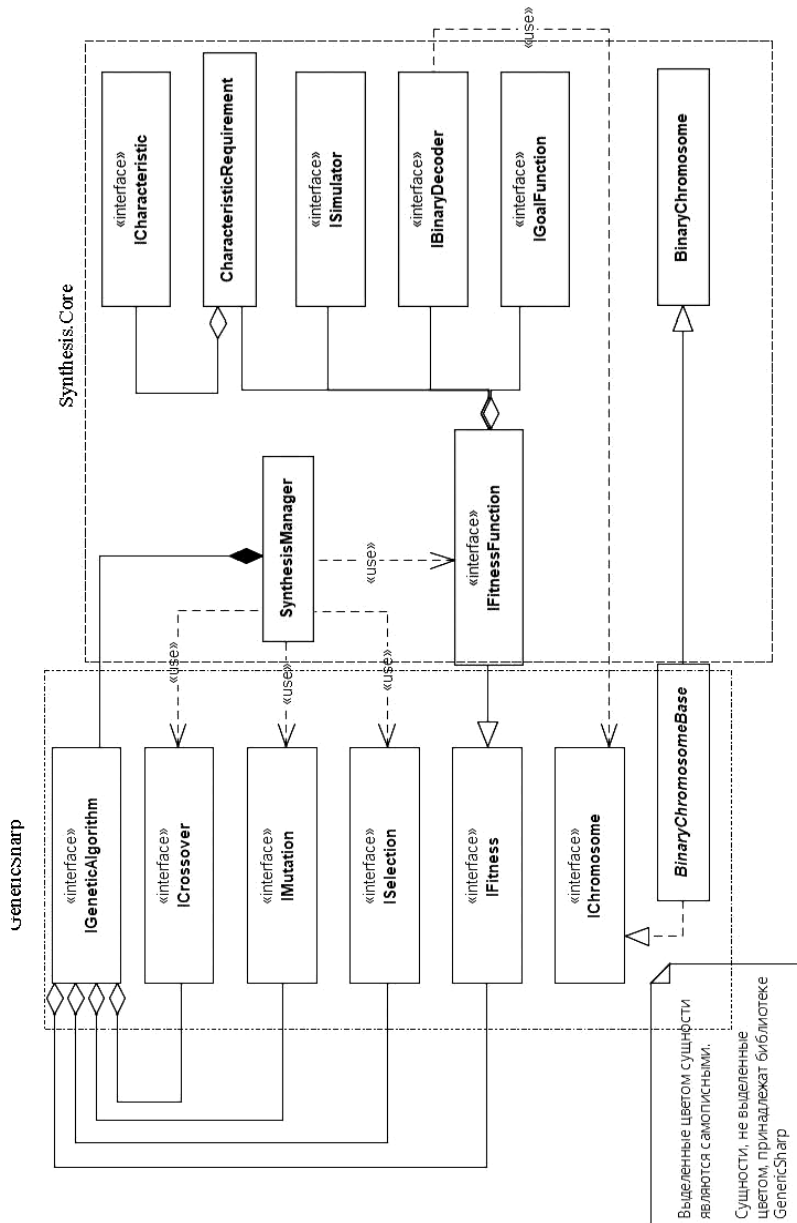 GenericSharp
Synthesis.Core
«interface»
IGeneticAlgorithm
«interface»
ICrossover
«interface»
IMutation
«interface»
ISelection
«interface»
IFitness
«interface»
IChromosome
BinaryChromosomeBase
«use»
«use»
«use»
SynthesisManager
«use»
«interface»
IFitnessFunction
«interface»
ICharacteristic
CharacteristicRequirement
«interface»
ISimulator
«interface»
IBinaryDecoder
«interface»
IGoalFunction
«use»
BinaryChromosome
Выделенные цветом сущности
являются самописными.
Сущности, не выделенные
цветом, принадлежат библиотеке
GenericSharp